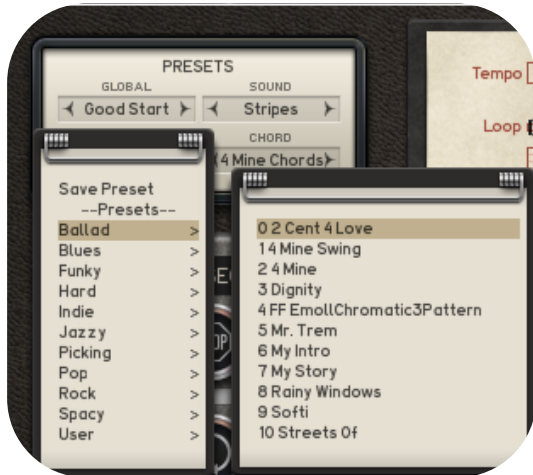 PRESETS
GLOBAL
SOUND
Good Start
Stripes
CHORD
(4 Mine Chords)
Tempo
Loop
Save Preset
--Presets--
Ballad >
Blues >
Funky >
Hard >
Indie >
Jazzy >
Picking >
Pop >
Rock >
Spacy >
User >
0 2 Cent 4 Love
1 4 Mine Swing
2 4 Mine
3 Dignity
4 FF EmollChromatic3Pattern
5 Mr. Trem
6 My Intro
7 My Story
8 Rainy Windows
9 Softi
10 Streets Of